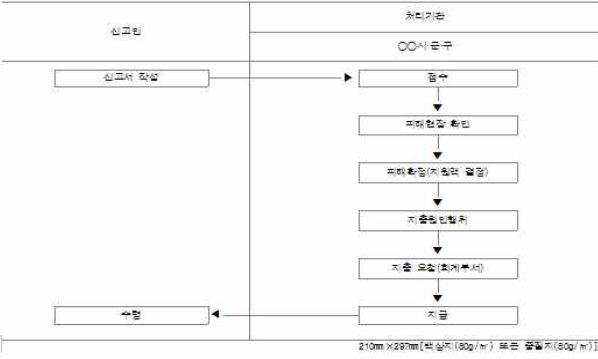 신고인
처리기관
○○시·군·구
신고서 작성
접수
피해현장 확인
피해확정(지원액 결정)
지출원인행위
지출 요청(회계부서)
수령
지급
210㎜×297㎜[백상지(80g/㎡) 또는 중질지(80g/㎡)]